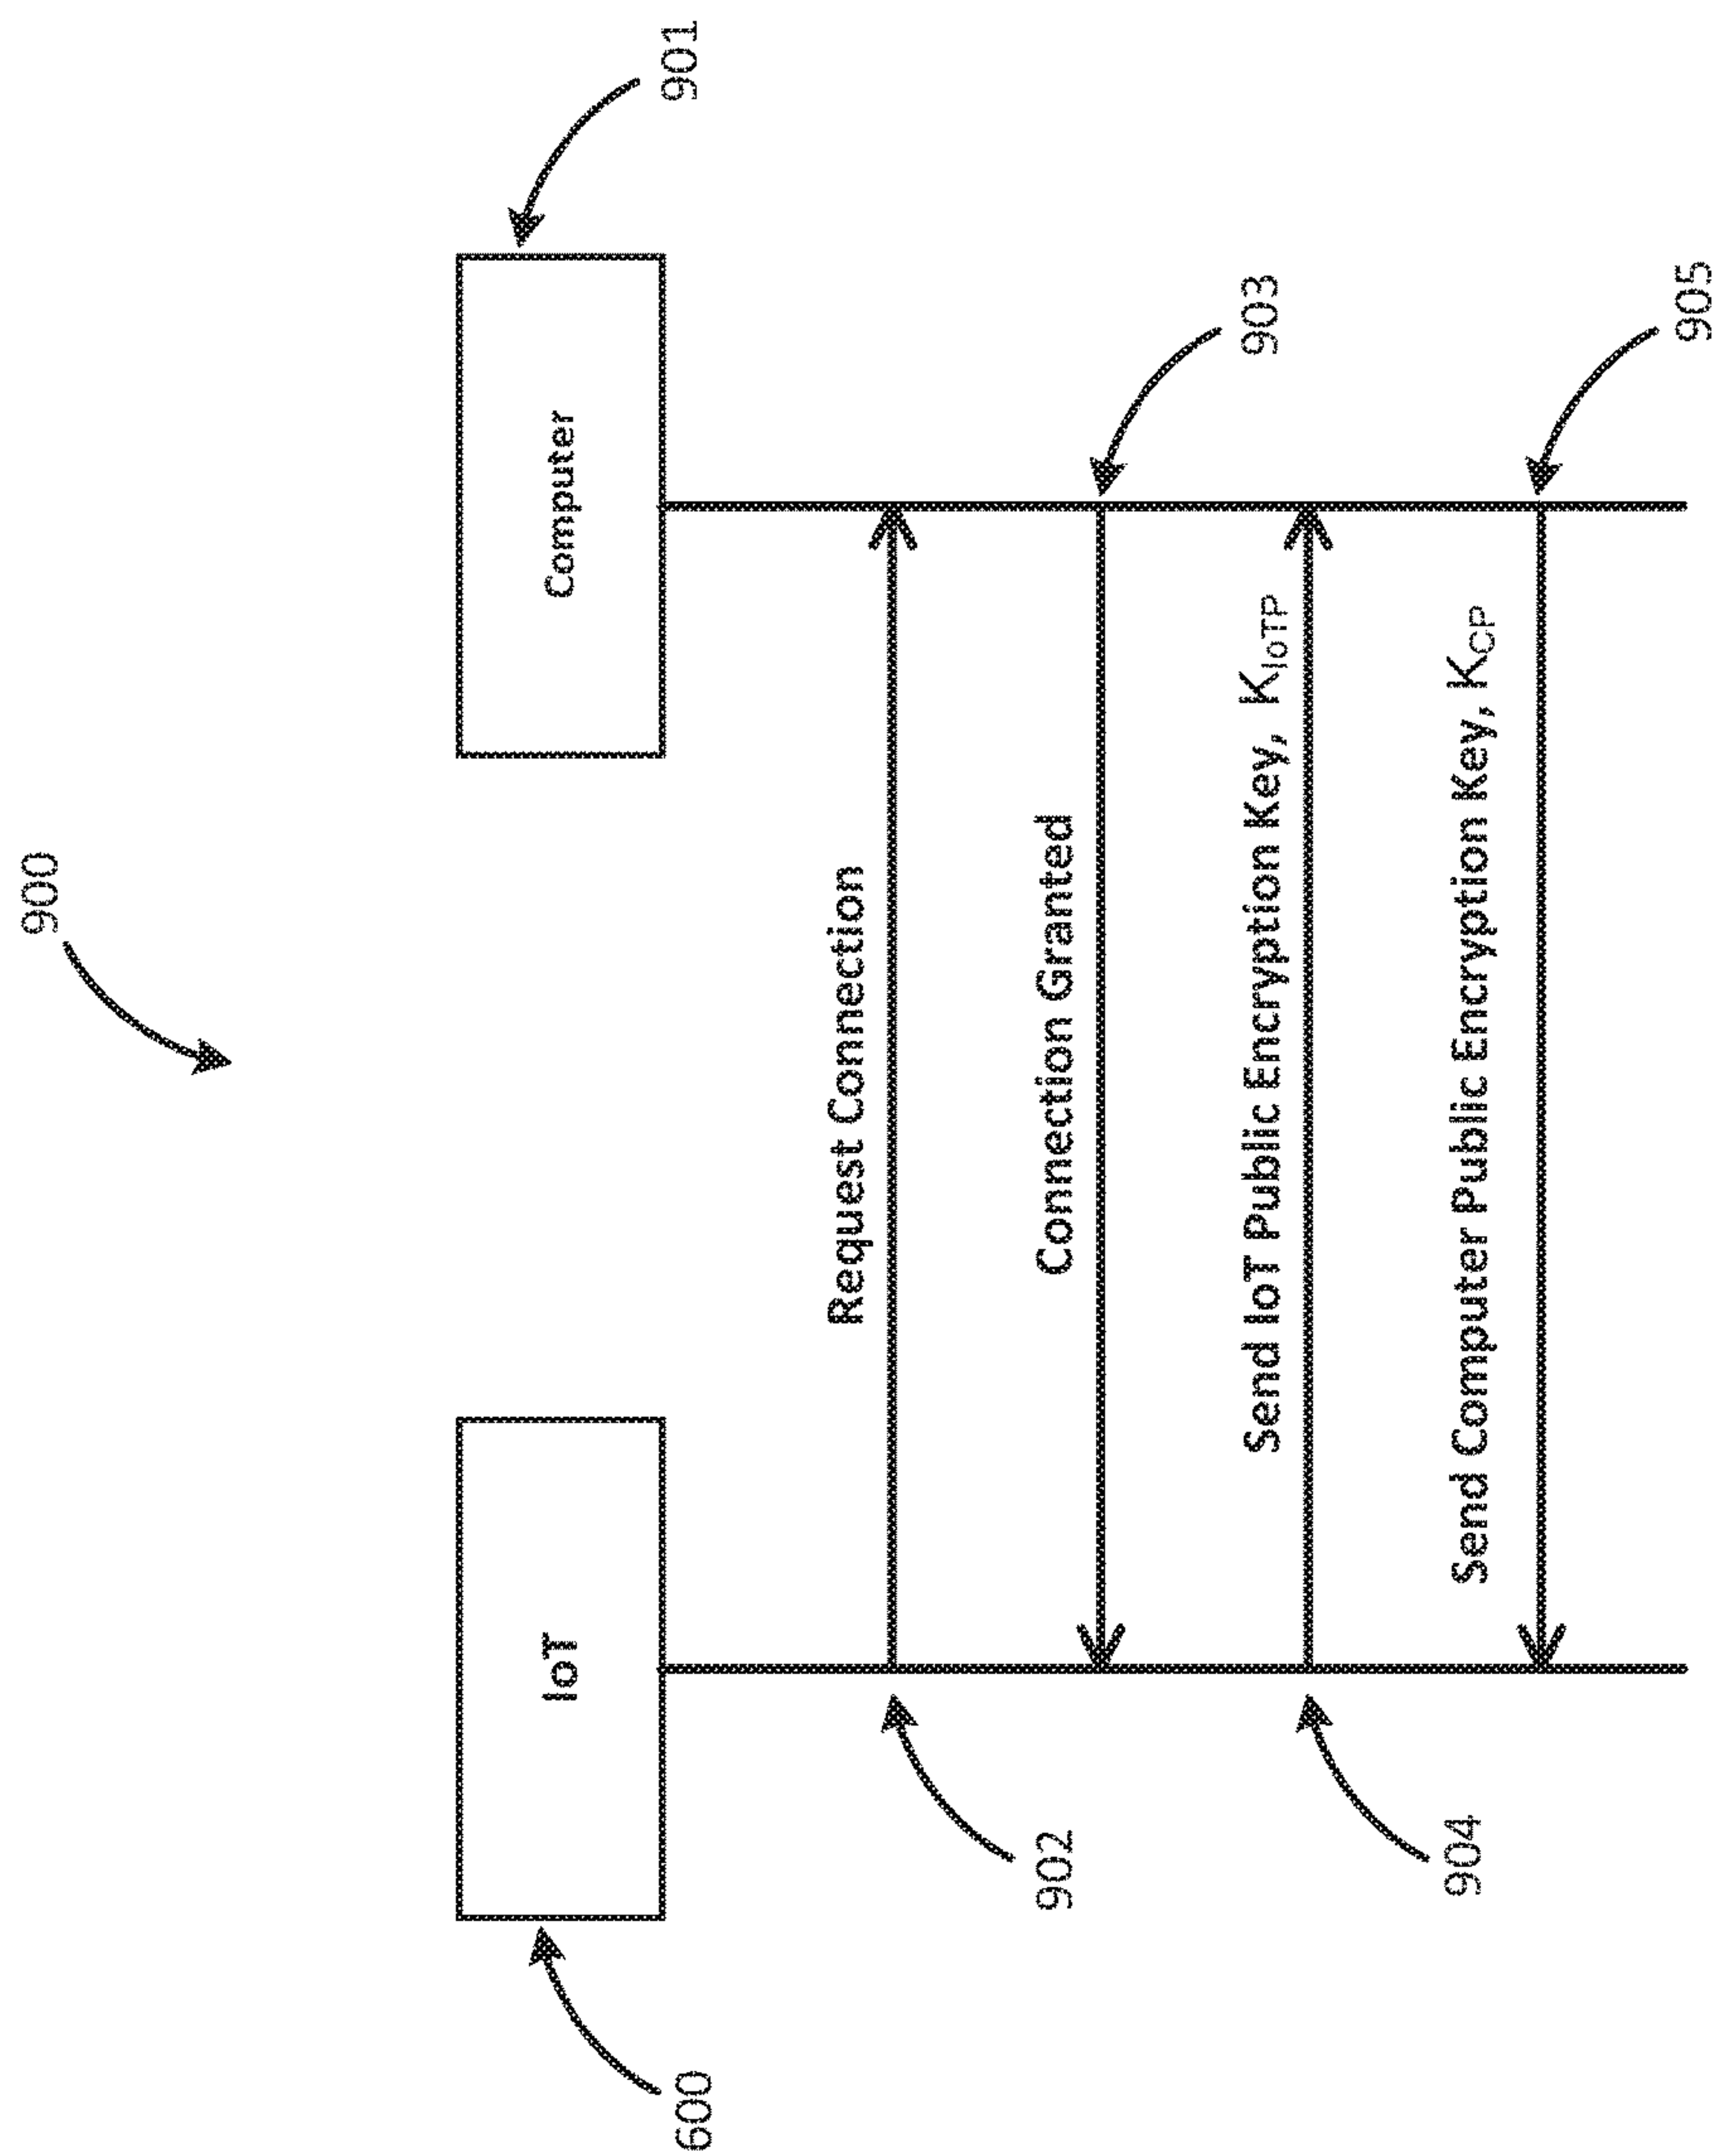 900
600
IoT
Computer
901
Request Connection
902
Connection Granted
903
Send IoT Public Encryption Key, K_IoTP
904
Send Computer Public Encryption Key, K_CP
905